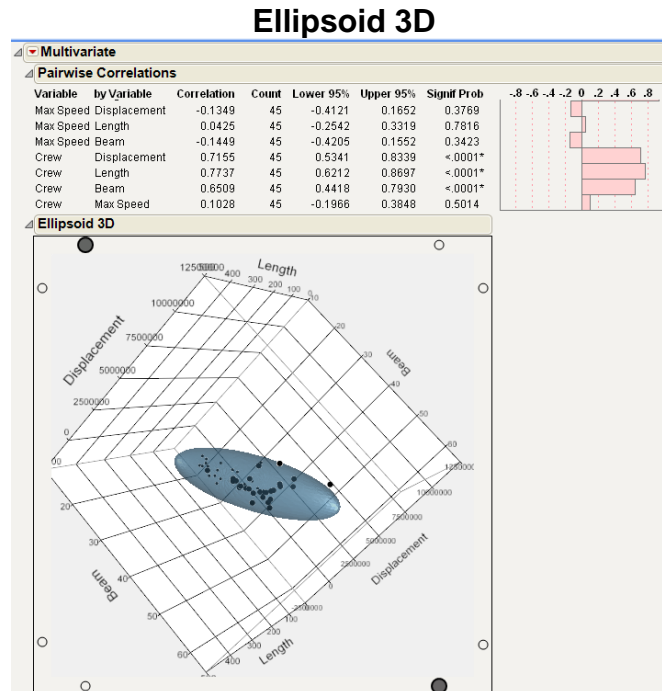 Ellipsoid 3D
Multivariate
Pairwise Correlations
Variable by Variable Correlation Count Lower 95% Upper 95% Signif Prob -.8 -.6 -.4 -.2 0 .2 .4 .6 .8
Max Speed Displacement -0.1349 45 -0.4121 0.1652 0.3769
Max Speed Length 0.0425 45 -0.2542 0.3319 0.7816
Max Speed Beam -0.1449 45 -0.4205 0.1552 0.3423
Crew Displacement 0.7155 45 0.5341 0.8339 <.0001*
Crew Length 0.7737 45 0.6212 0.8697 <.0001*
Crew Beam 0.6509 45 0.4418 0.7930 <.0001*
Crew Max Speed 0.1028 45 -0.1966 0.3848 0.5014
Ellipsoid 3D
Length
400 300 200 100 0
10000000
7500000
5000000
2500000
0
Displacement
10
20
30
40
50
60
Beam
20
30
40
50
60
Beam
10000000
7500000
5000000
2500000
0
Displacement
100
200
300
400
Length